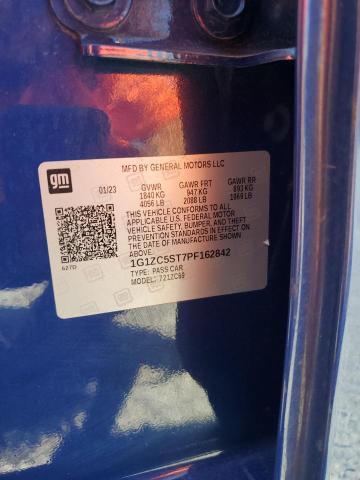 gm
MFD BY GENERAL MOTORS LLC
01/23 GVWR GAWR FRT GAWR RR
1840 KG 947 KG 893 KG
4056 LB 2088 LB 1969 LB
THIS VEHICLE CONFORMS TO ALL
APPLICABLE U.S. FEDERAL MOTOR
VEHICLE SAFETY, BUMPER, AND THEFT
PREVENTION STANDARDS IN EFFECT ON
THE DATE OF MANUFACTURE SHOWN
ABOVE.
1G1ZC5ST7PF162842
TYPE: PASS CAR
MODEL: 721ZC69